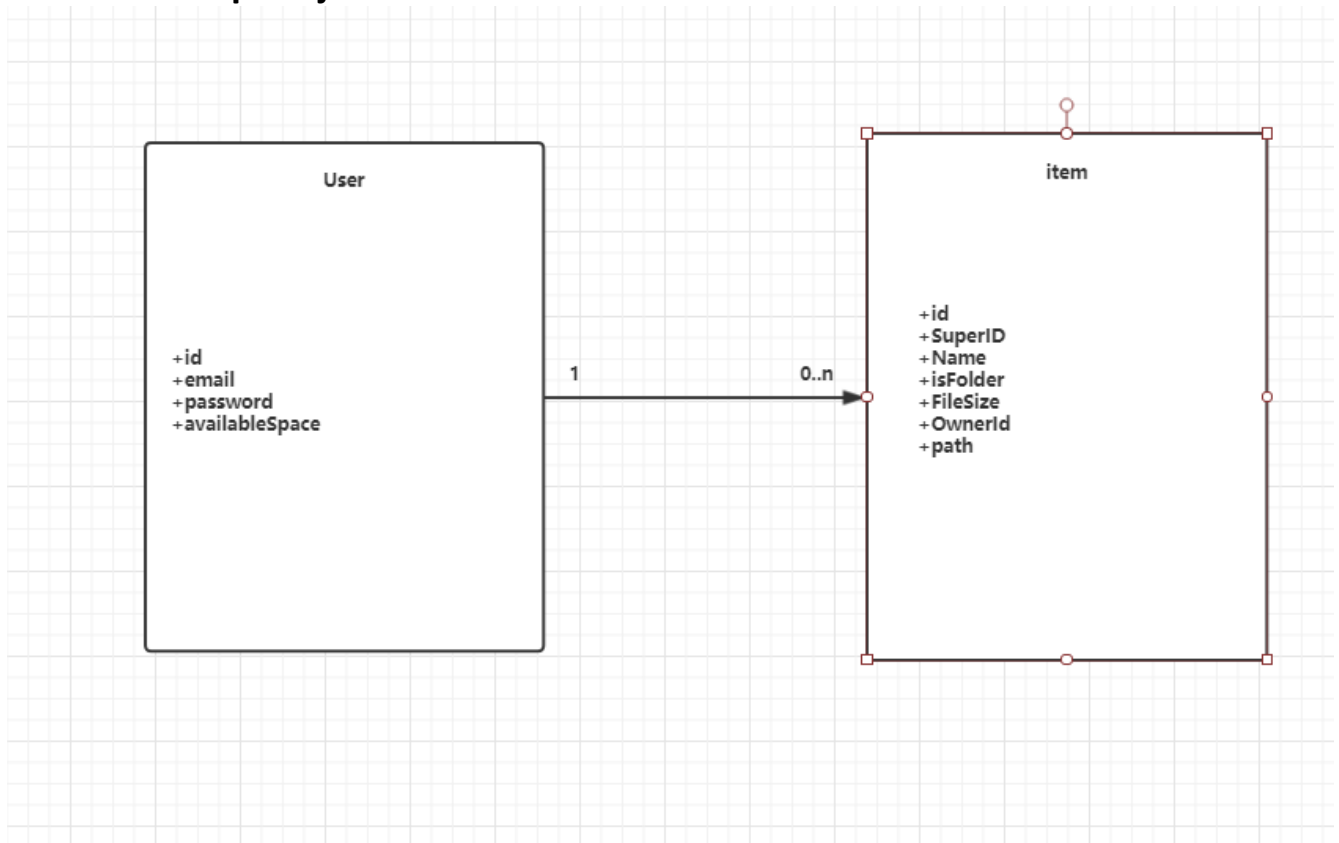 User
+id
+email
+password
+availableSpace
1
0..n
item
+id
+SuperID
+Name
+isFolder
+FileSize
+OwnerId
+path